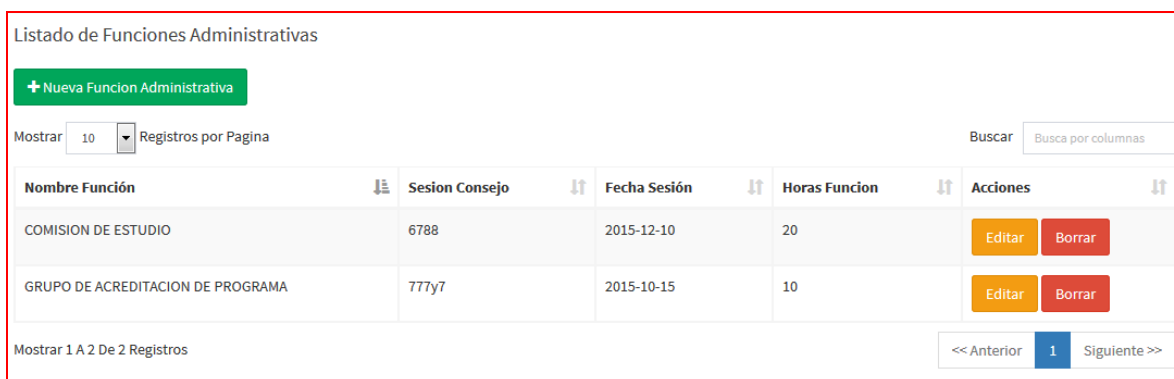 Listado de Funciones Administrativas
Nueva Funcion Administrativa
Mostrar 10 Registros por Pagina Buscar Busca por columnas
Nombre Función Sesion Consejo Fecha Sesión Horas Funcion Acciones
COMISION DE ESTUDIO 6788 2015-12-10 20 Editar Borrar
GRUPO DE ACREDITACION DE PROGRAMA 777y7 2015-10-15 10 Editar Borrar
Mostrar 1 A 2 De 2 Registros << Anterior 1 Siguiente >>